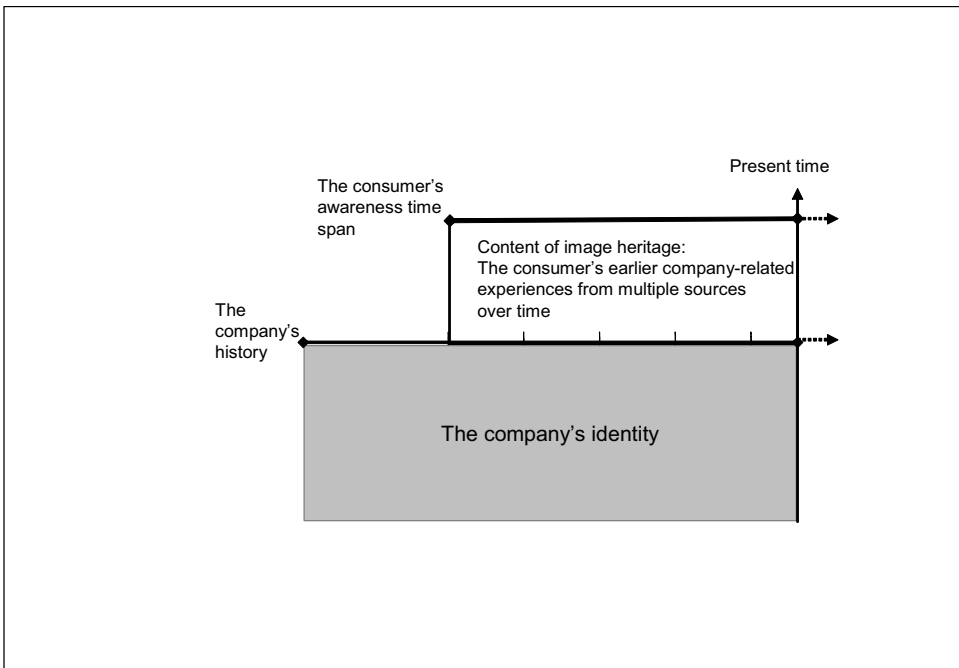 Present time
The consumer's
awareness time
span
Content of image heritage:
The consumer's earlier company-related
experiences from multiple sources
over time
The
company's
history
The company's identity